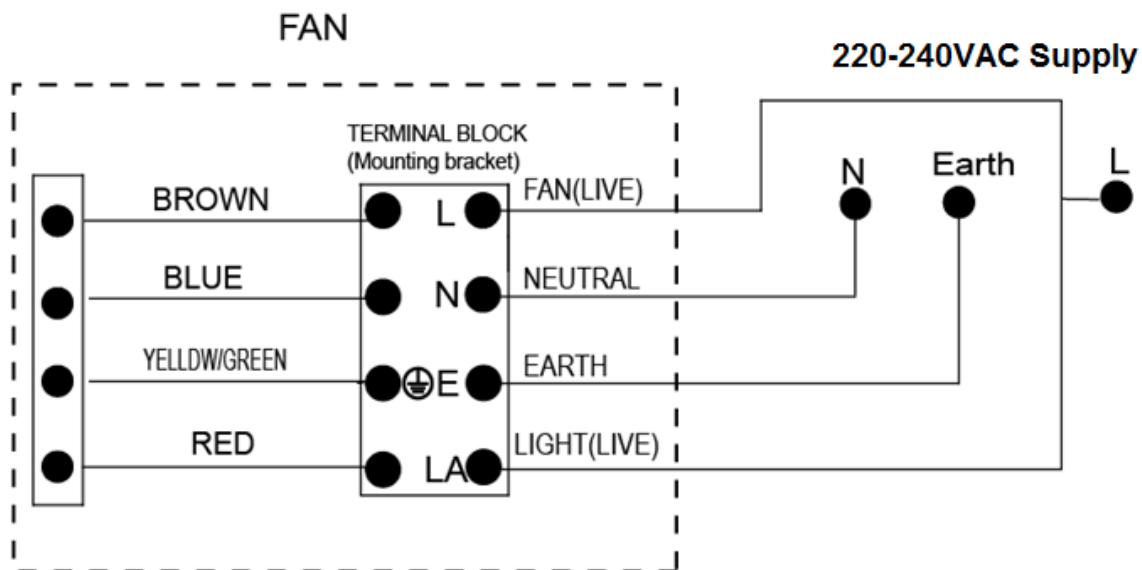 FAN
220-240VAC Supply
TERMINAL BLOCK
(Mounting bracket)
BROWN
L
FAN(LIVE)
N
Earth
L
BLUE
N
NEUTRAL
YELLDW/GREEN
E
EARTH
RED
LA
LIGHT(LIVE)